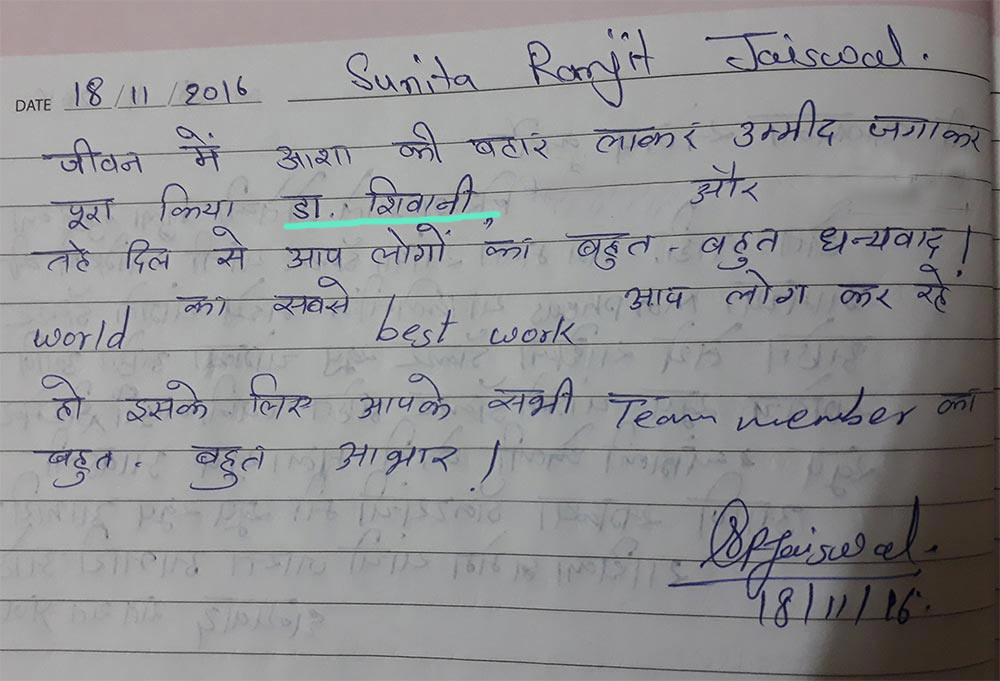 Sunita Ranjit Jaiswal.
DATE 18/11/2016
जीवन में आशा की बहार लाकर उम्मीद जगाकर
पूरा किया डा. शिवानी और
तहे दिल से आप लोगों का बहुत - बहुत धन्यवाद!
world का सबसे best work आप लोग कर रहे
हो इसके लिए आपके सभी Team member का
बहुत - बहुत आभार!
SRJaiswal.
18/11/16.